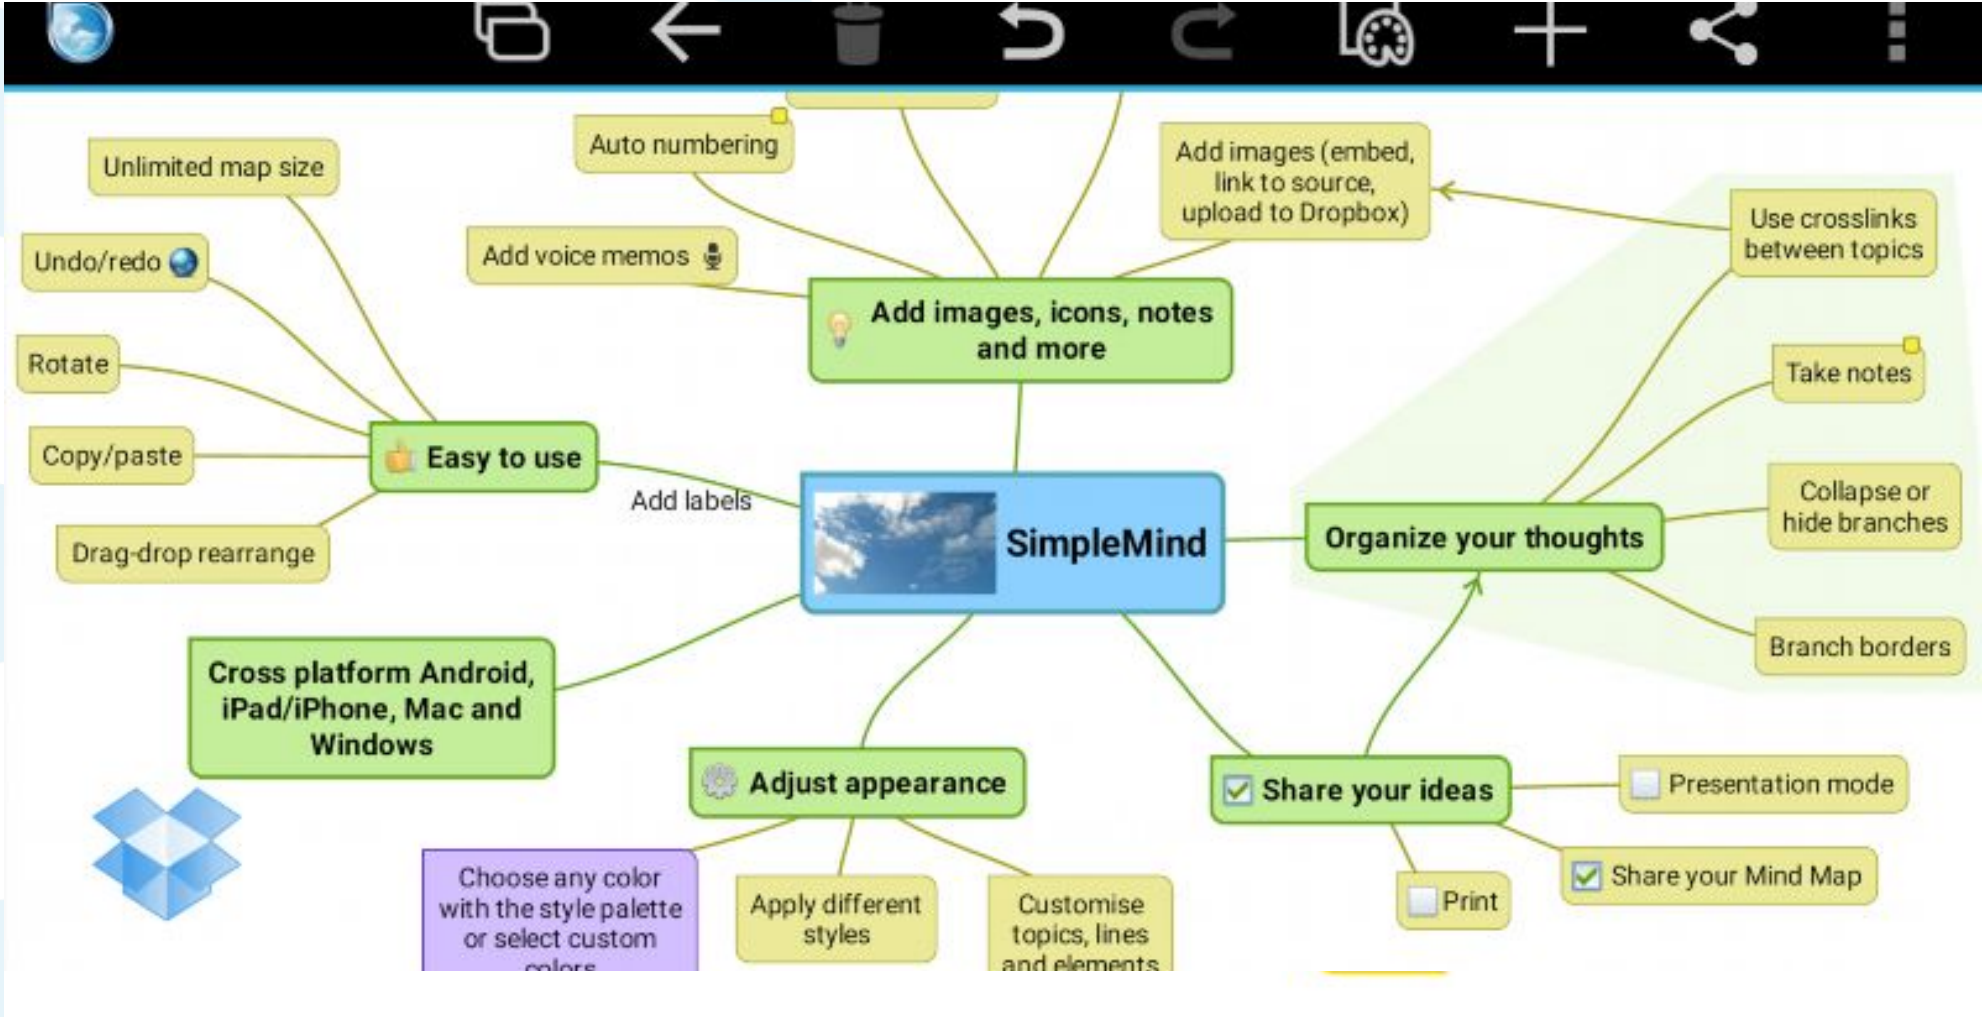 Unlimited map size
Undo/redo
Rotate
Copy/paste
Drag-drop rearrange
Easy to use
Add labels
Auto numbering
Add voice memos
Add images (embed,
link to source,
upload to Dropbox)
Add images, icons, notes
and more
SimpleMind
Use crosslinks
between topics
Take notes
Collapse or
hide branches
Branch borders
Organize your thoughts
Cross platform Android,
iPad/iPhone, Mac and
Windows
Adjust appearance
Choose any color
with the style palette
or select custom
colors
Apply different
styles
Customise
topics, lines
and elements
Share your ideas
Presentation mode
Share your Mind Map
Print